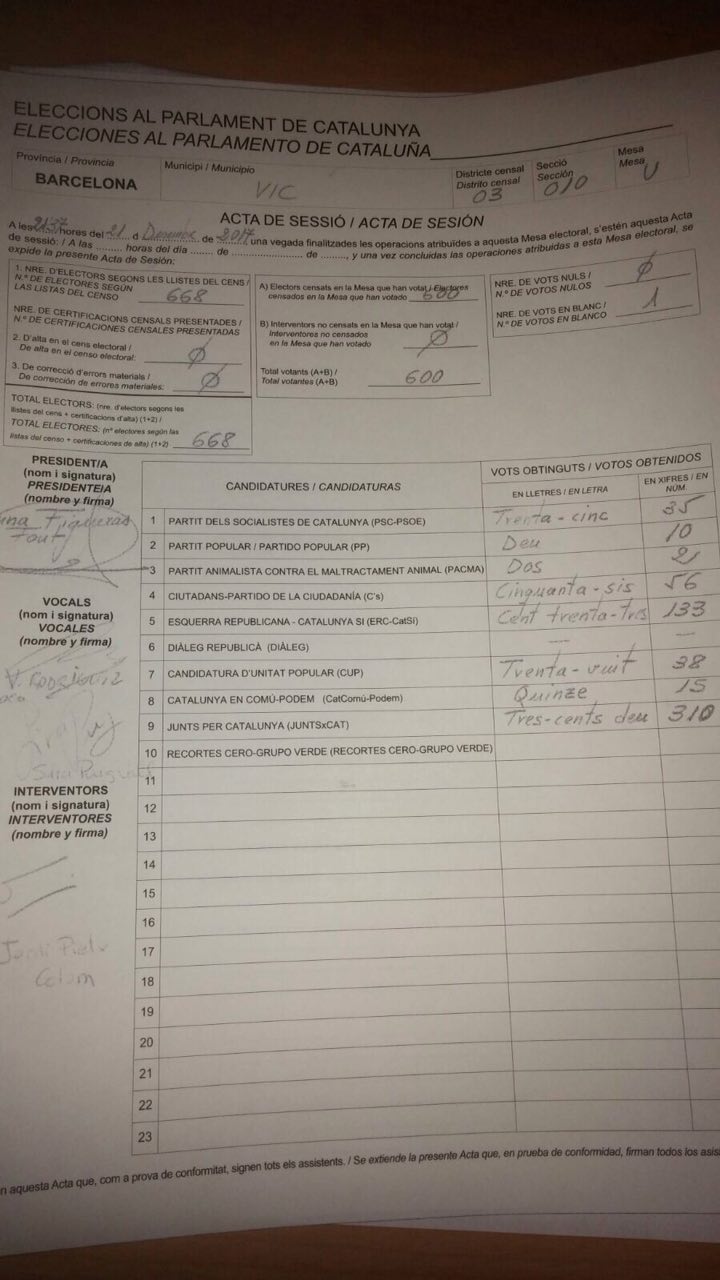 ELECCIONS AL PARLAMENT DE CATALUNYA
ELECCIONES AL PARLAMENTO DE CATALUÑA
Província / Provincia
BARCELONA
Municipi / Municipio
VIC
Districte censal
Distrito censal
03
Secció
Sección
010
Mesa
Mesa
U
ACTA DE SESSIÓ / ACTA DE SESIÓN
A les 21:37 hores del 21 d Desembre de 2017 una vegada finalitzades les operacions atribuïdes a aquesta Mesa electoral, s'estén aquesta Acta
de sessió: / A las ........ horas del día ........ de ........ de ........, y una vez concluidas las operaciones atribuidas a esta Mesa electoral, se
expide la presente Acta de Sesión:
1. NRE. D'ELECTORS SEGONS LES LLISTES DEL CENS /
N.º DE ELECTORES SEGÚN
LAS LISTAS DEL CENSO 668
NRE. DE CERTIFICACIONS CENSALS PRESENTADES /
N.º DE CERTIFICACIONES CENSALES PRESENTADAS
2. D'alta en el cens electoral /
De alta en el censo electoral: Ø
3. De correcció d'errors materials /
De corrección de errores materiales: Ø
TOTAL ELECTORS: (nre. d'electors segons les
llistes del cens + certificacions d'alta) (1+2) /
TOTAL ELECTORES: (nº electores según las
listas del censo + certificaciones de alta) (1+2) 668
A) Electors censats en la Mesa que han votat / Electores
censados en la Mesa que han votado 600
B) Interventors no censats en la Mesa que han votat /
Interventores no censados
en la Mesa que han votado Ø
Total votants (A+B) /
Total votantes (A+B) 600
NRE. DE VOTS NULS /
N.º DE VOTOS NULOS Ø
NRE. DE VOTS EN BLANC /
N.º DE VOTOS EN BLANCO 1
PRESIDENT/A
(nom i signatura)
PRESIDENTE/A
(nombre y firma)
Figueras
VOCALS
(nom i signatura)
VOCALES
(nombre y firma)
V. RODRÍGUEZ
INTERVENTORS
(nom i signatura)
INTERVENTORES
(nombre y firma)
CANDIDATURES / CANDIDATURAS
VOTS OBTINGUTS / VOTOS OBTENIDOS
EN LLETRES / EN LETRA
EN XIFRES / EN
NÚM.
1 PARTIT DELS SOCIALISTES DE CATALUNYA (PSC-PSOE) Trenta-cinc 35
2 PARTIT POPULAR / PARTIDO POPULAR (PP) Deu 10
3 PARTIT ANIMALISTA CONTRA EL MALTRACTAMENT ANIMAL (PACMA) Dos 2
4 CIUTADANS-PARTIDO DE LA CIUDADANÍA (C's) Cinquanta-sis 56
5 ESQUERRA REPUBLICANA - CATALUNYA SI (ERC-CatSí) Cent trenta-tres 133
6 DIÀLEG REPUBLICÀ (DIÀLEG) — —
7 CANDIDATURA D'UNITAT POPULAR (CUP) Trenta-vuit 38
8 CATALUNYA EN COMÚ-PODEM (CatComú-Podem) Quinze 15
9 JUNTS PER CATALUNYA (JUNTSxCAT) Tres-cents deu 310
10 RECORTES CERO-GRUPO VERDE (RECORTES CERO-GRUPO VERDE)
11
12
13
14
15
16
17
18
19
20
21
22
23
n aquesta Acta que, com a prova de conformitat, signen tots els assistents. / Se extiende la presente Acta que, en prueba de conformidad, firman todos los asis